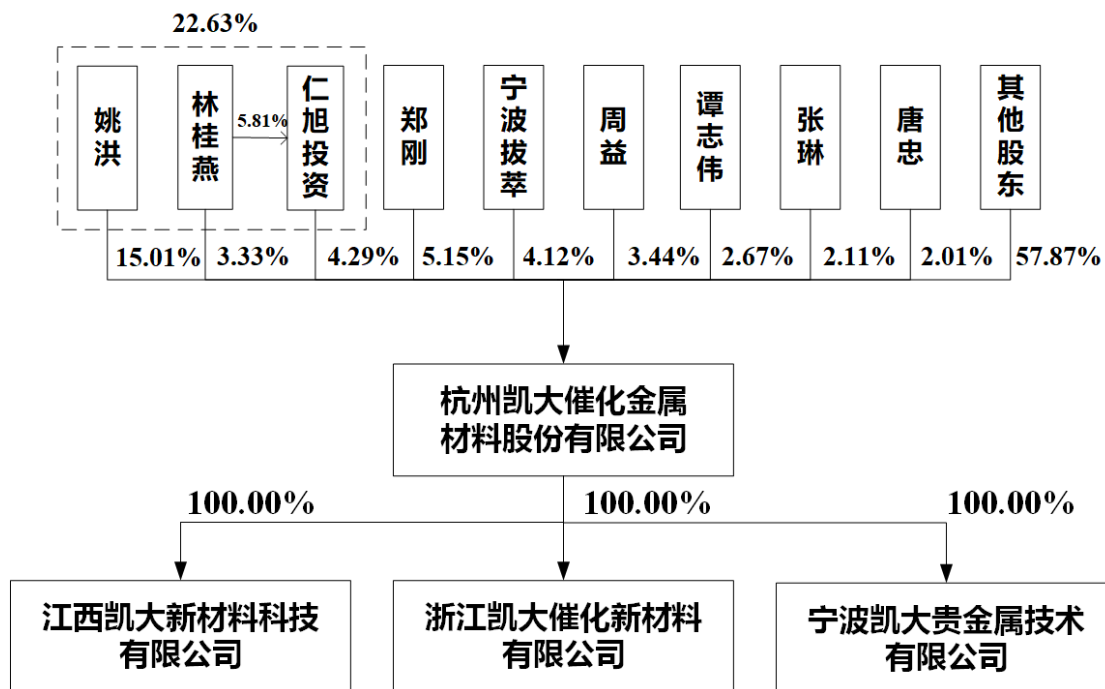 22.63%
姚洪
林桂燕
5.81%
仁旭投资
郑刚
宁波拔萃
周益
谭志伟
张琳
唐忠
其他股东
15.01%
3.33%
4.29%
5.15%
4.12%
3.44%
2.67%
2.11%
2.01%
57.87%
杭州凯大催化金属
材料股份有限公司
100.00%
100.00%
100.00%
江西凯大新材料科技
有限公司
浙江凯大催化新材料
有限公司
宁波凯大贵金属技术
有限公司